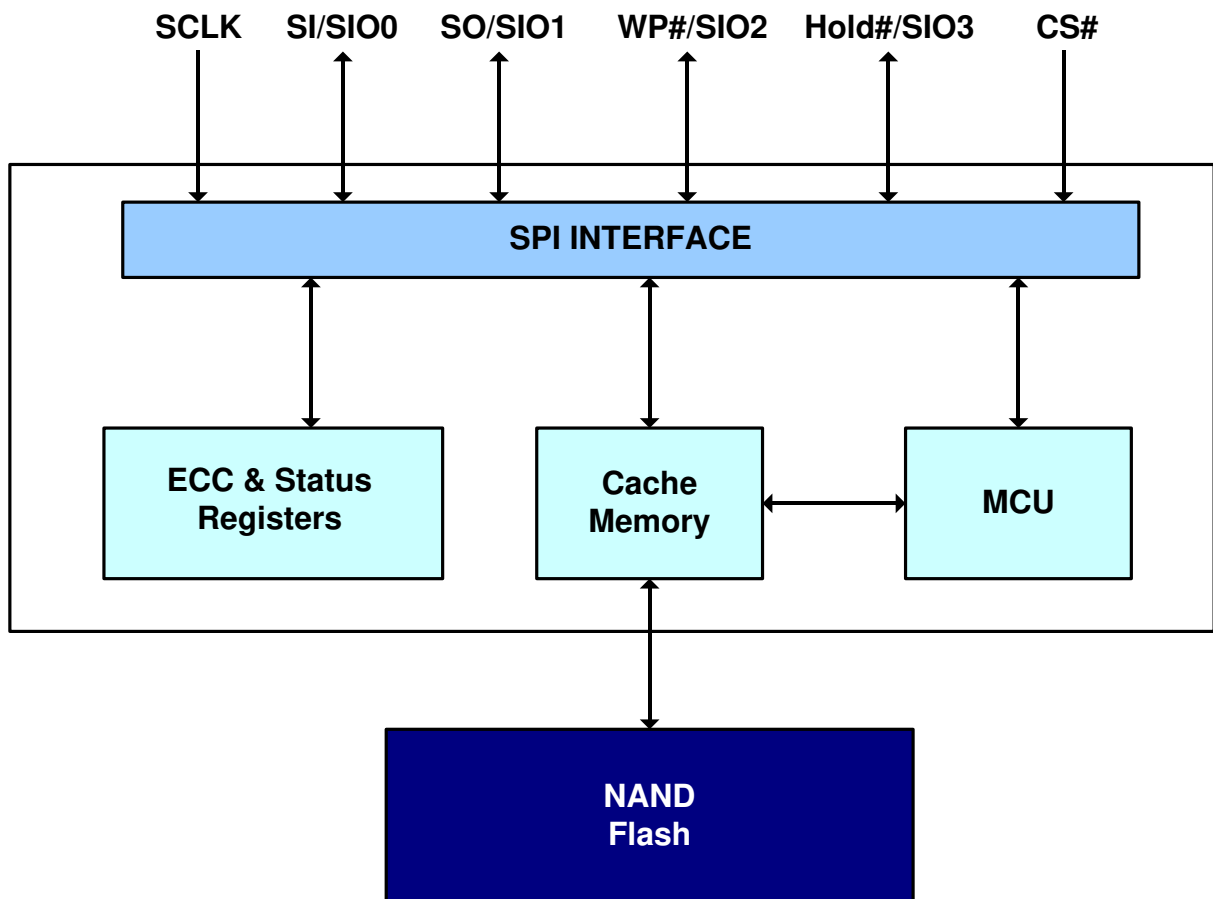 SCLK SI/SIO0 SO/SIO1 WP#/SIO2 Hold#/SIO3 CS#
SPI INTERFACE
ECC & Status
Registers
Cache
Memory
MCU
NAND
Flash